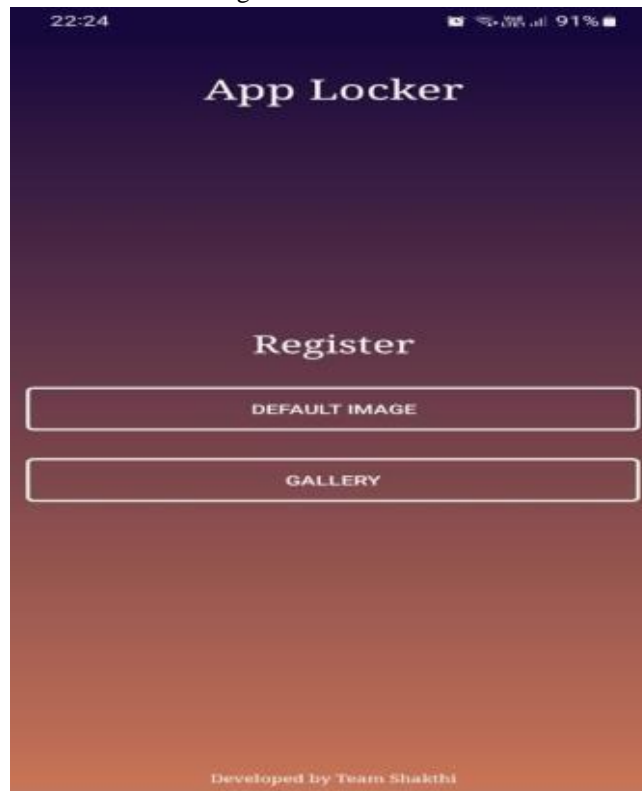 22:24 91%
App Locker
Register
DEFAULT IMAGE
GALLERY
Developed by Team Shakthi